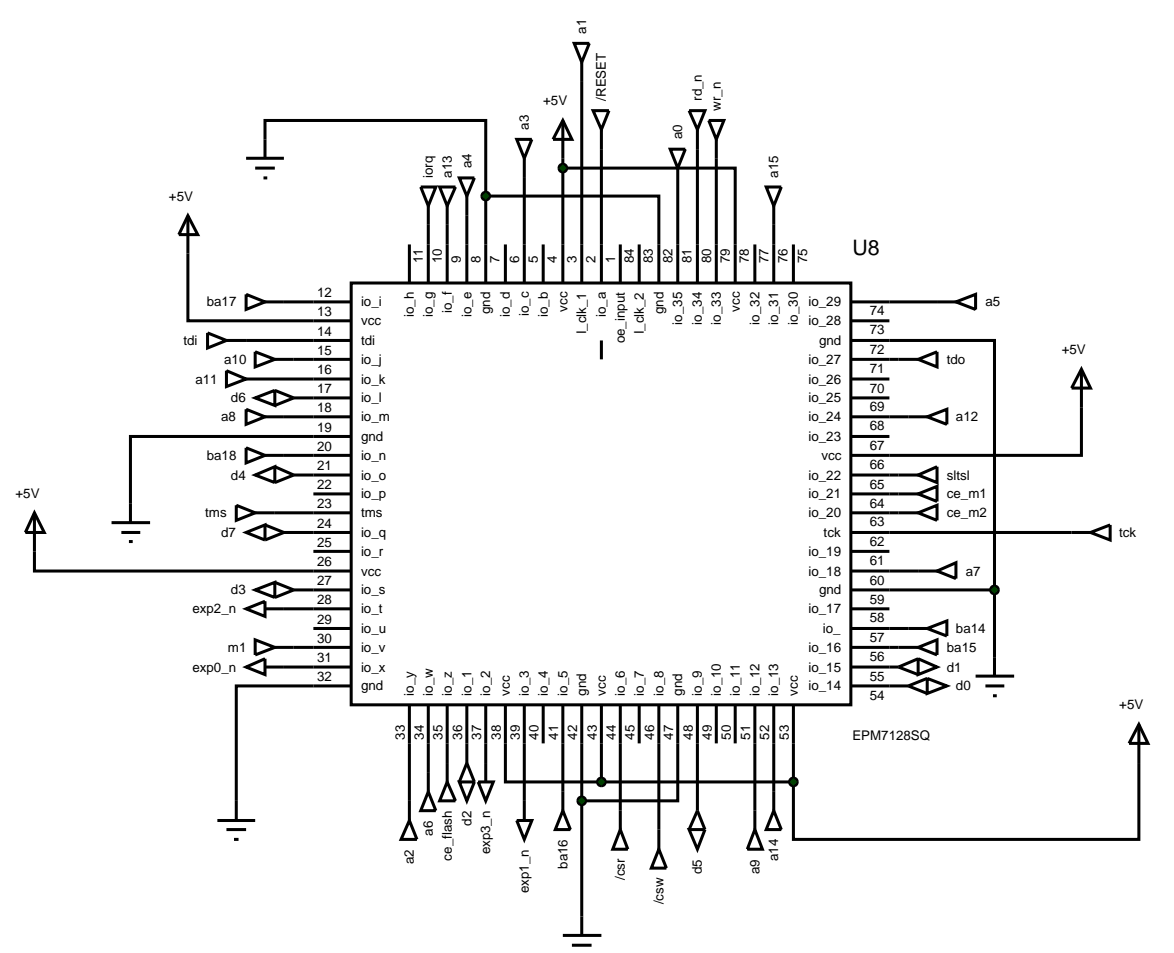 a1
/RESET
+5V
rd_n
wr_n
a3
a0
iorq
a13
a4
a15
+5V
U8
11
10
9
8
7
6
5
4
3
2
1
84
83
82
81
80
79
78
77
76
75
io_h
io_g
io_f
io_e
gnd
io_d
io_c
io_b
vcc
I_clk_1
io_a
oe_input
I_clk_2
gnd
io_35
io_34
io_33
vcc
io_32
io_31
io_30
ba17 12 io_i
13 vcc
tdi 14 tdi
a10 15 io_j
a11 16 io_k
d6 17 io_l
a8 18 io_m
19 gnd
ba18 20 io_n
d4 21 io_o
22 io_p
+5V
tms 23 tms
d7 24 io_q
25 io_r
26 vcc
d3 27 io_s
exp2_n 28 io_t
29 io_u
m1 30 io_v
exp0_n 31 io_x
32 gnd
io_29 74 a5
io_28 73
gnd 72
io_27 71 tdo
+5V
io_26 70
io_25 69
io_24 68 a12
io_23 67
vcc 66
io_22 65 sltsl
io_21 64 ce_m1
io_20 63 ce_m2
tck 62 tck
io_19 61
io_18 60 a7
gnd 59
io_17 58
io_ 57 ba14
io_16 56 ba15
io_15 55 d1
io_14 54 d0
io_y
io_w
io_z
io_1
io_2
vcc
io_3
io_4
io_5
gnd
vcc
io_6
io_7
io_8
gnd
io_9
io_10
io_11
io_12
io_13
vcc
33
34
35
36
37
38
39
40
41
42
43
44
45
46
47
48
49
50
51
52
53
EPM7128SQ
+5V
a2
a6
ce_flash
d2
exp3_n
exp1_n
ba16
/csr
/csw
d5
a9
a14